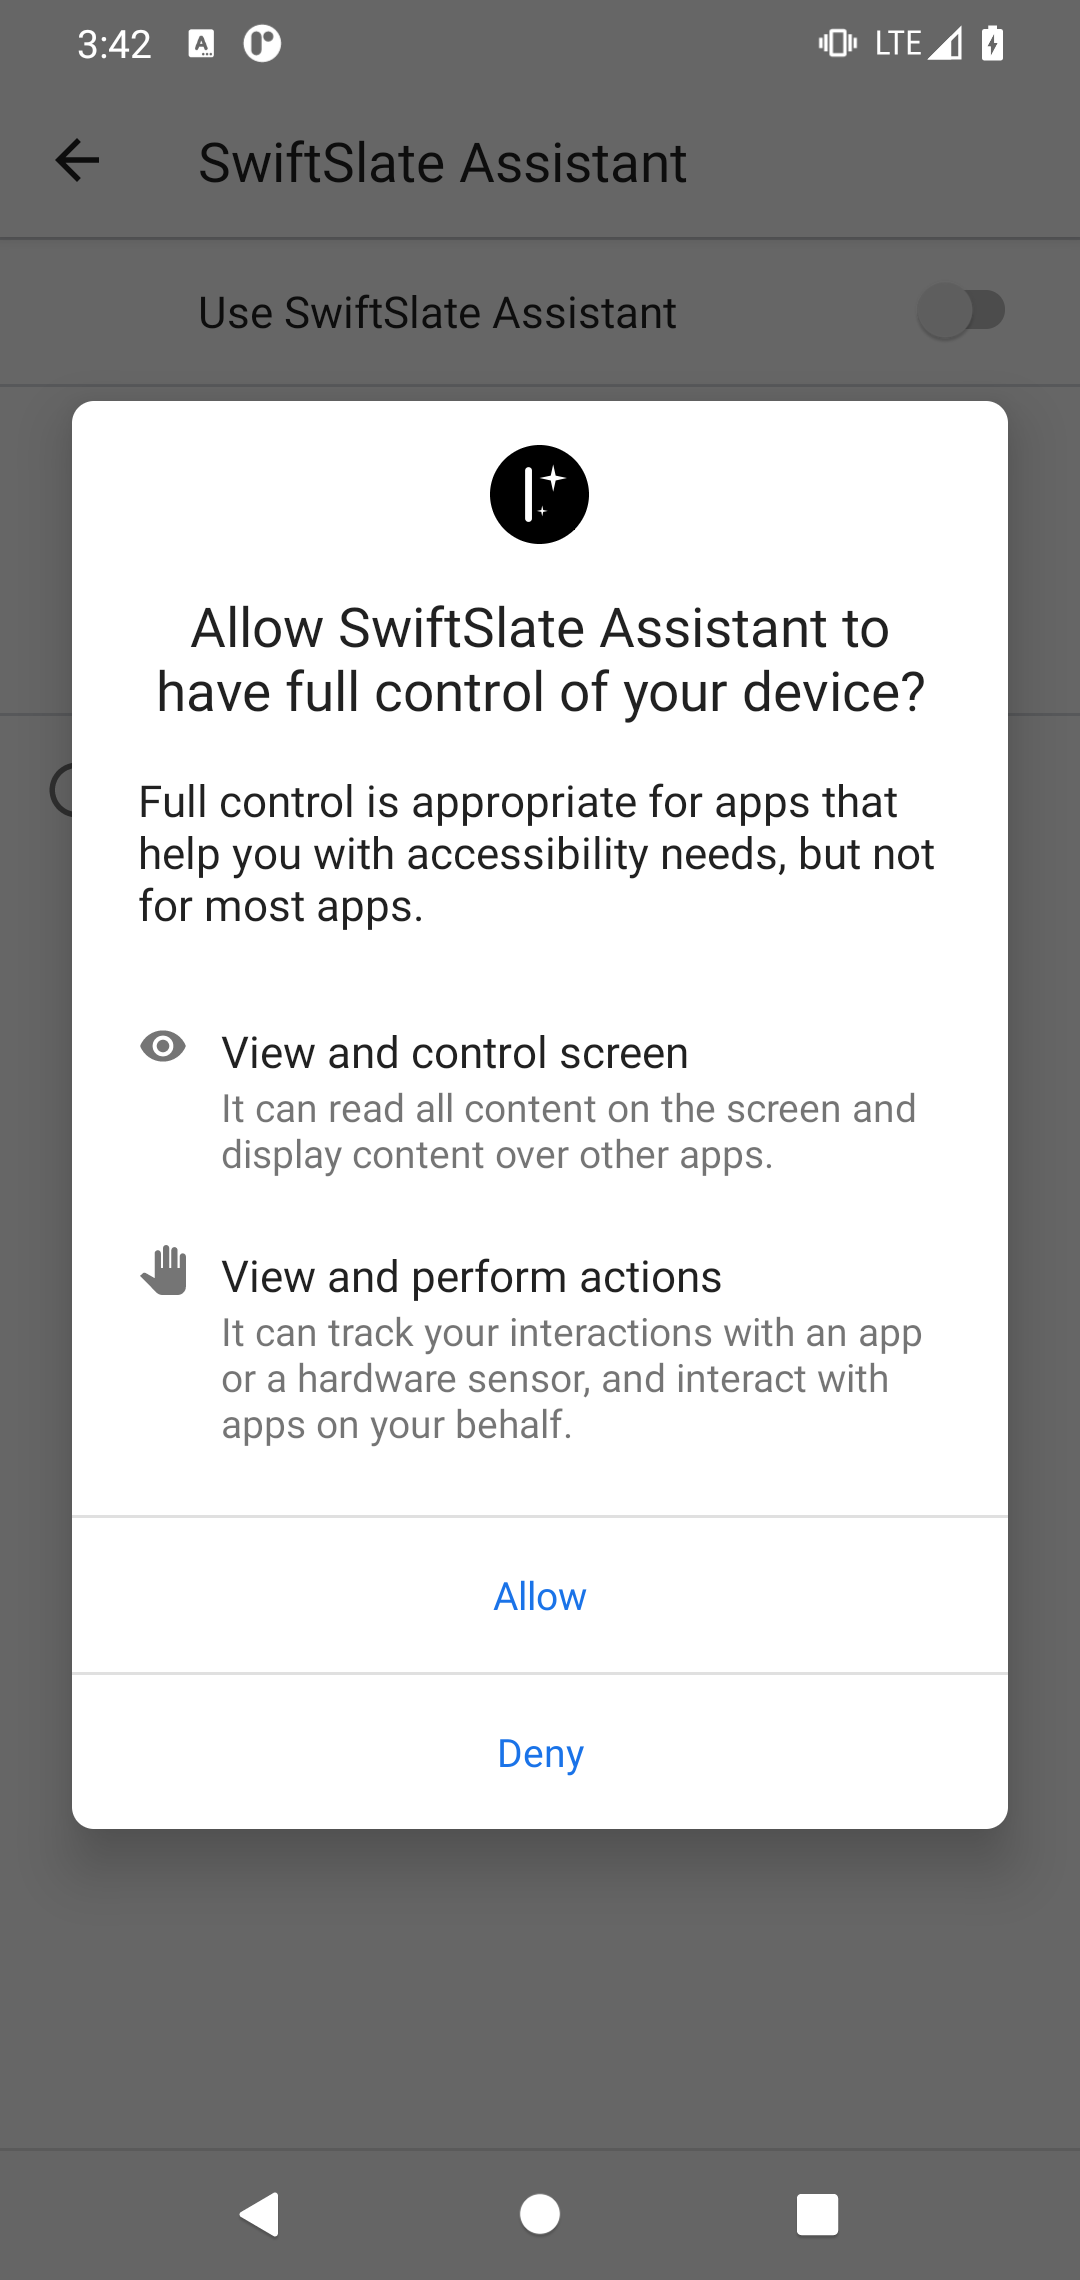 3:42
LTE
SwiftSlate Assistant
Use SwiftSlate Assistant
Allow SwiftSlate Assistant to
have full control of your device?
Full control is appropriate for apps that
help you with accessibility needs, but not
for most apps.
View and control screen
It can read all content on the screen and
display content over other apps.
View and perform actions
It can track your interactions with an app
or a hardware sensor, and interact with
apps on your behalf.
Allow
Deny